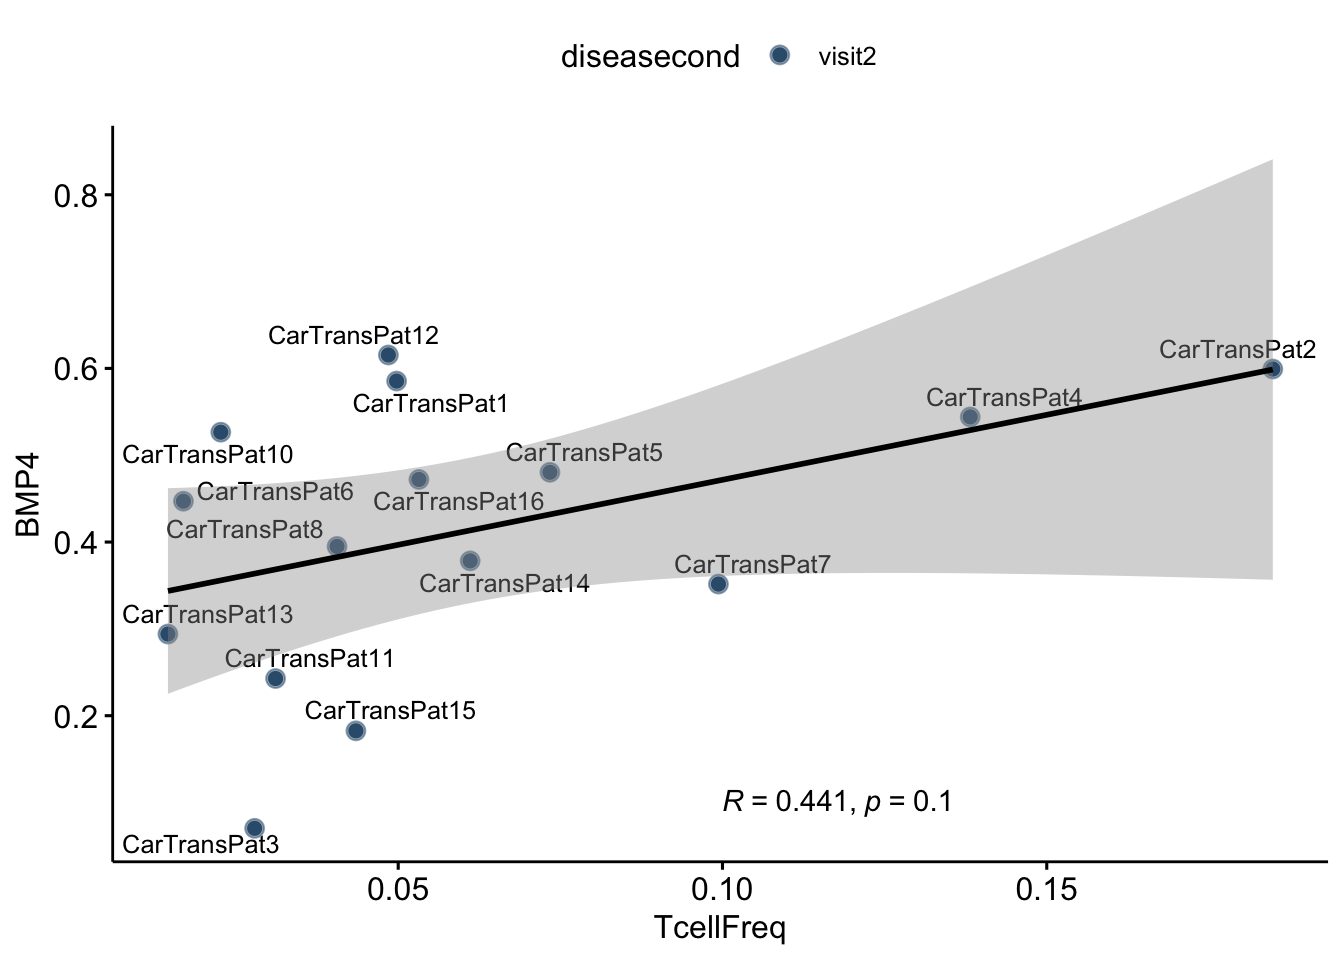 diseasecond visit2
BMP4
0.8
0.6
0.4
0.2
CarTransPat12
CarTransPat2
CarTransPat4
CarTransPat1
CarTransPat10
CarTransPat5
CarTransPat6
CarTransPat16
CarTransPat8
CarTransPat7
CarTransPat14
CarTransPat13
CarTransPat11
CarTransPat15
R = 0.441, p = 0.1
CarTransPat3
0.05 0.10 0.15
TcellFreq